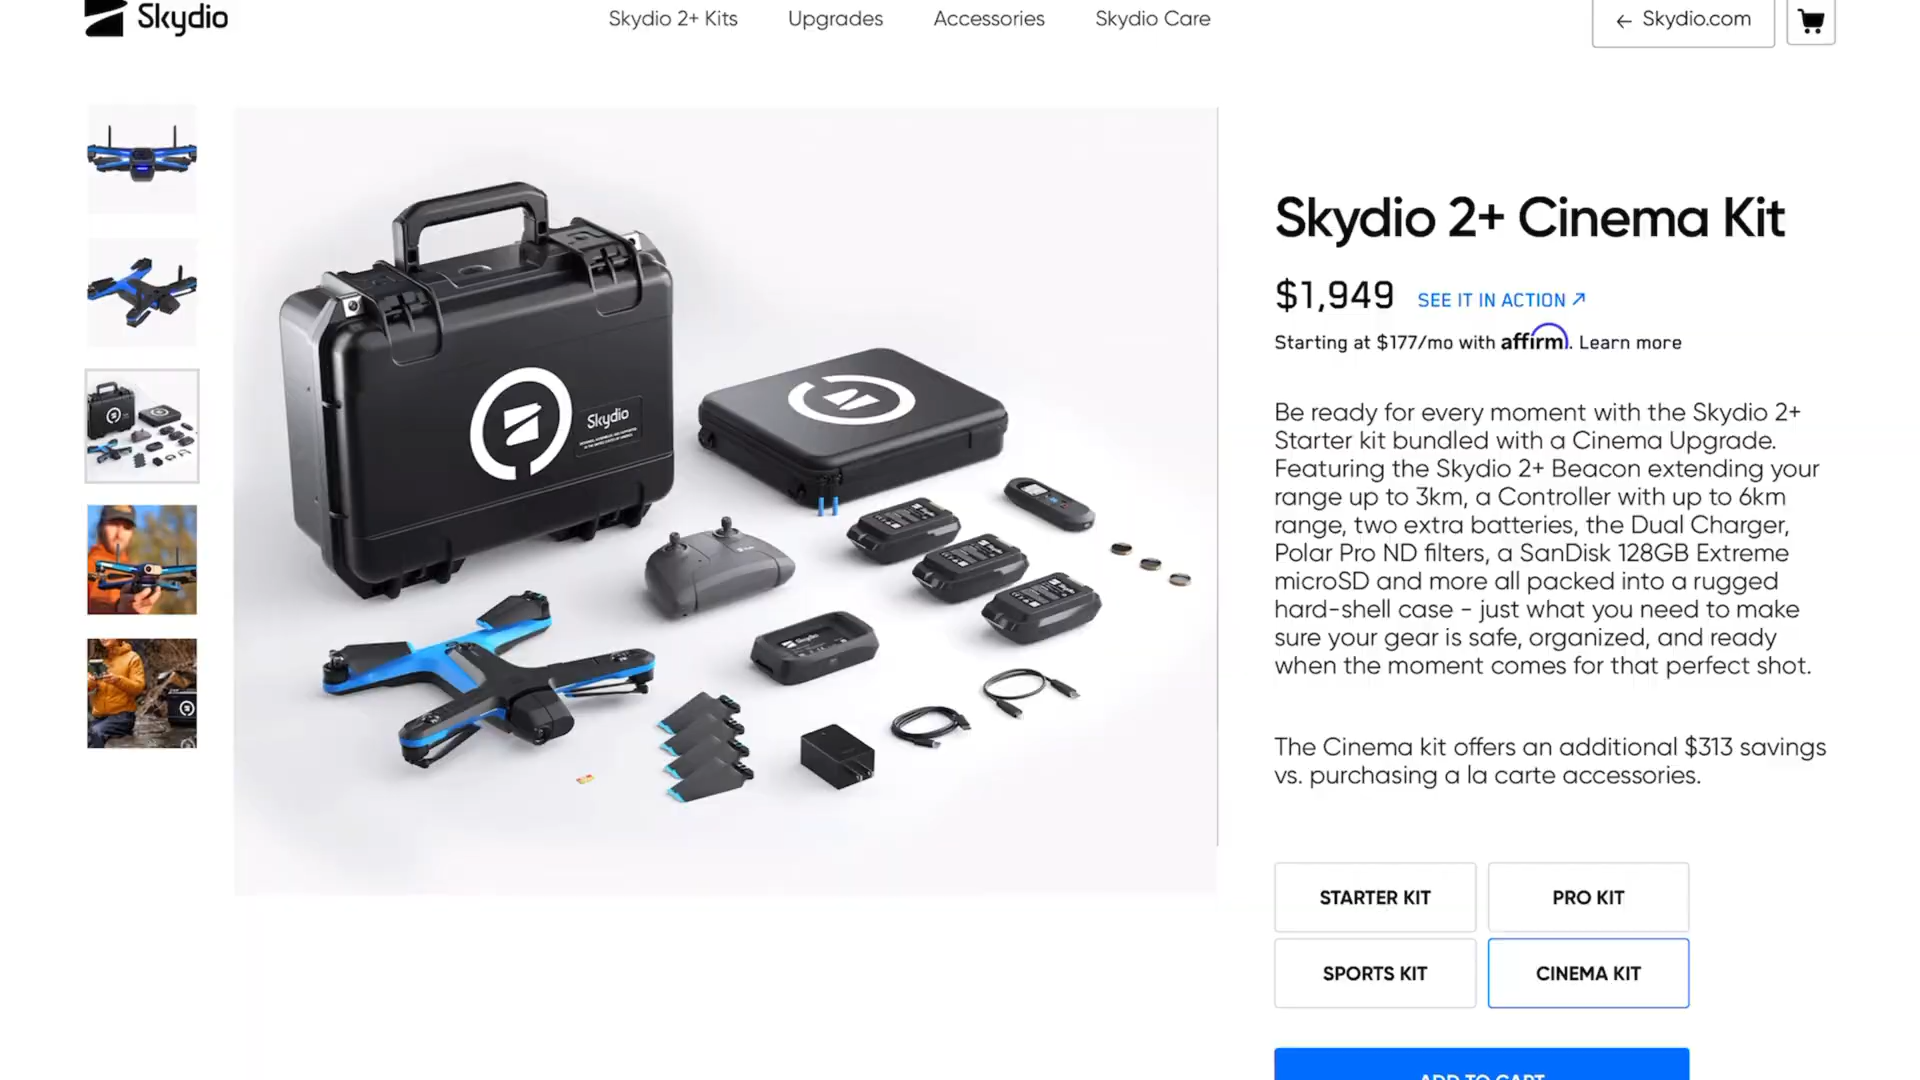 Skydio
Skydio 2+ Kits
Upgrades
Accessories
Skydio Care
← Skydio.com
Skydio
Skydio 2+ Cinema Kit
$1,949 SEE IT IN ACTION ↗
Starting at $177/mo with affirm. Learn more
Be ready for every moment with the Skydio 2+
Starter kit bundled with a Cinema Upgrade.
Featuring the Skydio 2+ Beacon extending your
range up to 3km, a Controller with up to 6km
range, two extra batteries, the Dual Charger,
Polar Pro ND filters, a SanDisk 128GB Extreme
microSD and more all packed into a rugged
hard-shell case - just what you need to make
sure your gear is safe, organized, and ready
when the moment comes for that perfect shot.
The Cinema kit offers an additional $313 savings
vs. purchasing a la carte accessories.
STARTER KIT
PRO KIT
SPORTS KIT
CINEMA KIT
ADD TO CART